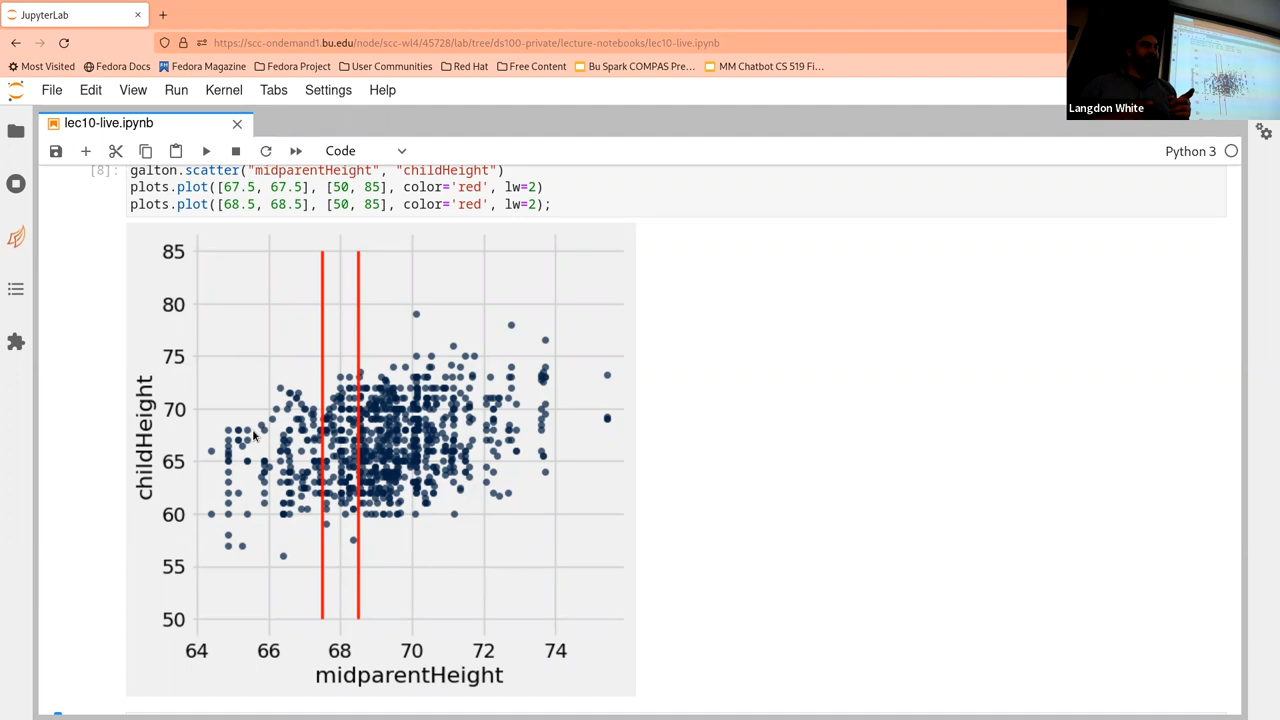 JupyterLab
https://scc-ondemand1.bu.edu/node/scc-wl4/45728/lab/tree/ds100-private/lecture-notebooks/lec10-live.ipynb
Most Visited Fedora Docs Fedora Magazine Fedora Project User Communities Red Hat Free Content Bu Spark COMPAS Pre… MM Chatbot CS 519 Fi…
Langdon White
File Edit View Run Kernel Tabs Settings Help
lec10-live.ipynb
Code Python 3
[8]: galton.scatter("midparentHeight", "childHeight")
plots.plot([67.5, 67.5], [50, 85], color='red', lw=2)
plots.plot([68.5, 68.5], [50, 85], color='red', lw=2);
85
80
75
70
65
60
55
50
childHeight
64 66 68 70 72 74
midparentHeight